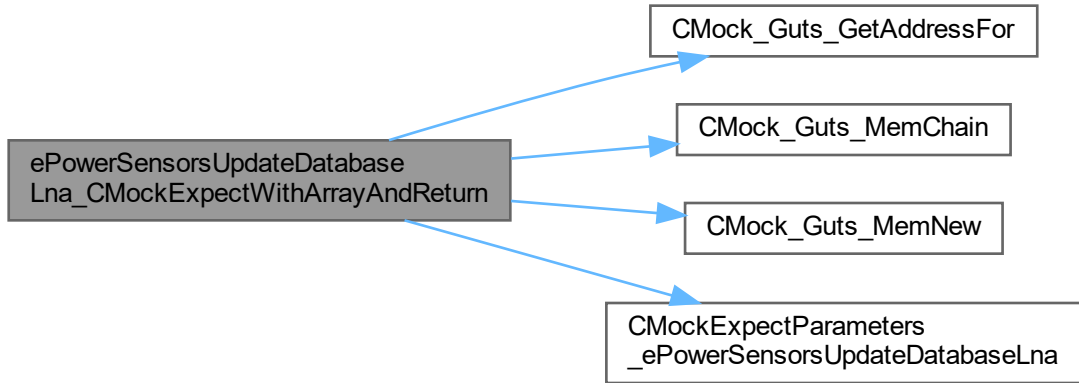 ePowerSensorsUpdateDatabase
Lna_CMockExpectWithArrayAndReturn
CMock_Guts_GetAddressFor
CMock_Guts_MemChain
CMock_Guts_MemNew
CMockExpectParameters
_ePowerSensorsUpdateDatabaseLna